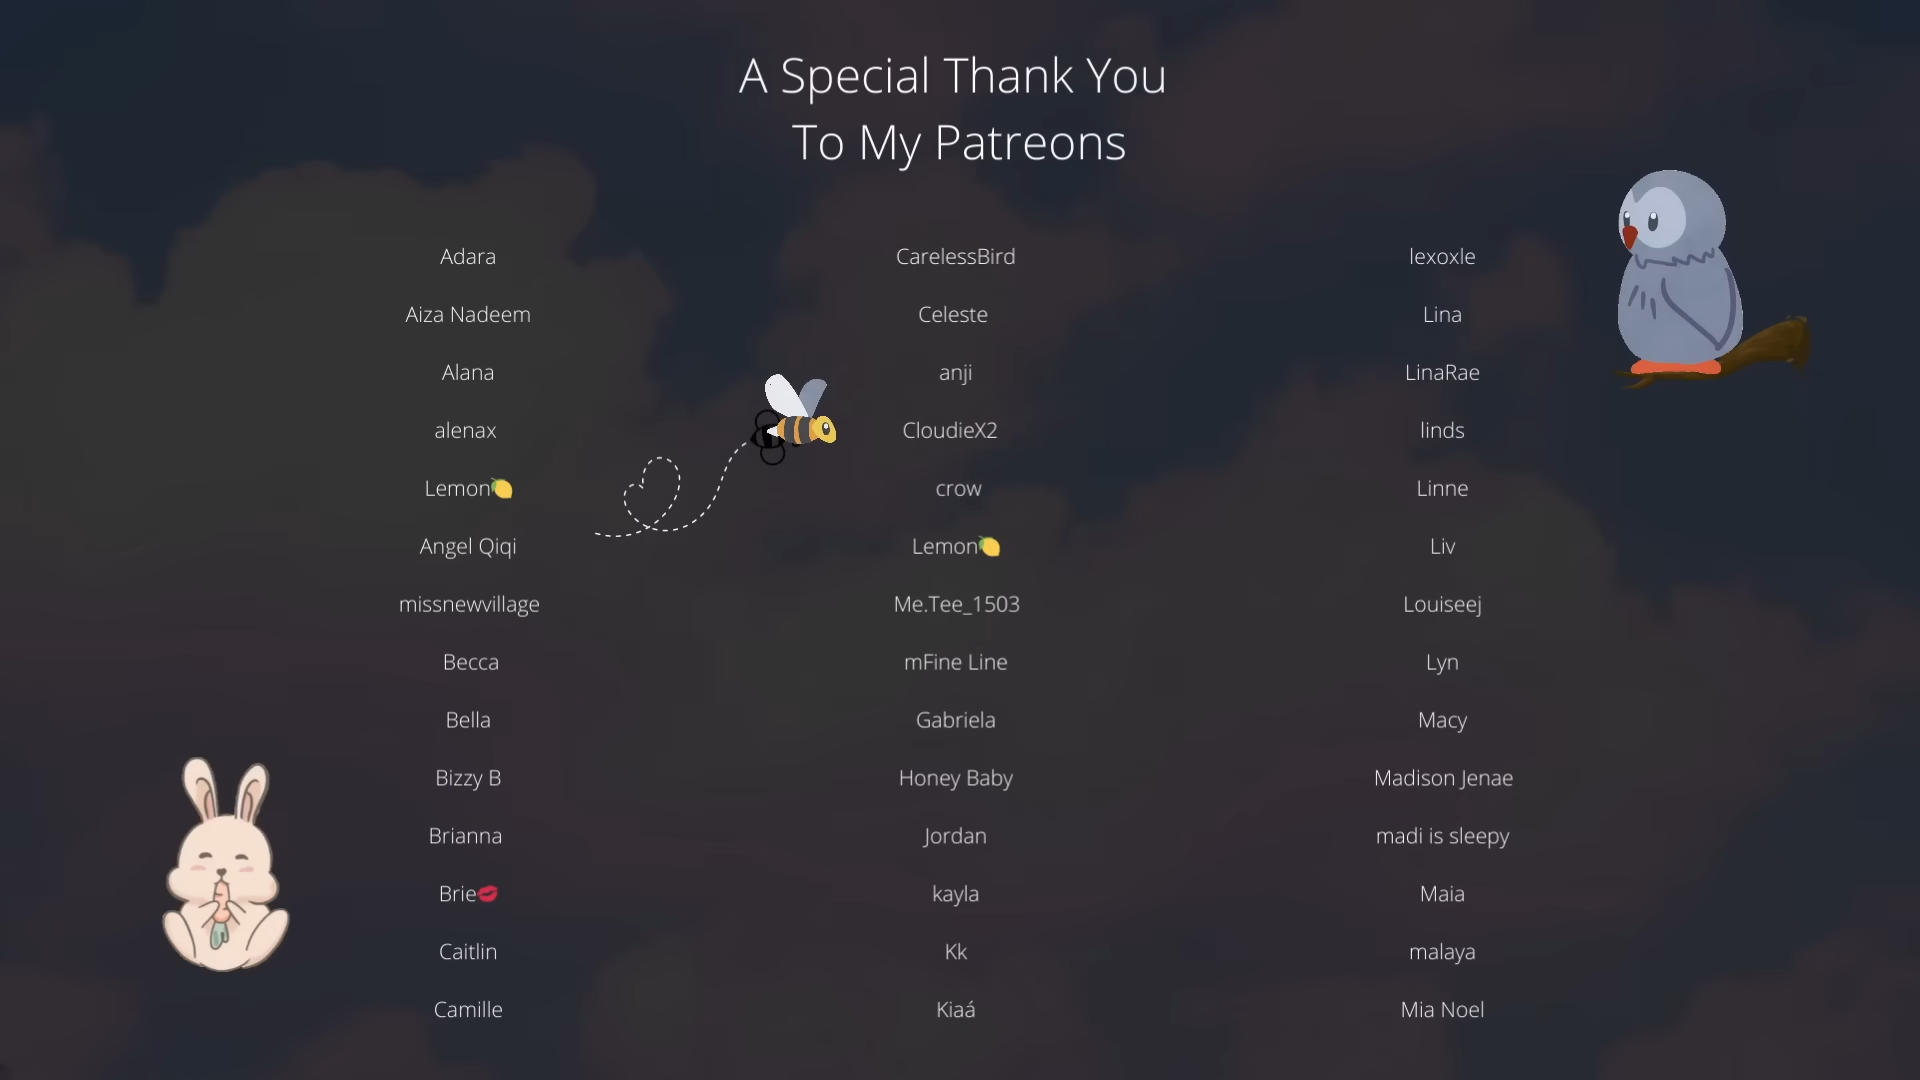 A Special Thank You
To My Patreons
Adara
Aiza Nadeem
Alana
alenax
Lemon🍋
Angel Qiqi
missnewvillage
Becca
Bella
Bizzy B
Brianna
Brie💋
Caitlin
Camille
CarelessBird
Celeste
anji
CloudieX2
crow
Lemon🍋
Me.Tee_1503
mFine Line
Gabriela
Honey Baby
Jordan
kayla
Kk
Kiaá
lexoxle
Lina
LinaRae
linds
Linne
Liv
Louiseej
Lyn
Macy
Madison Jenae
madi is sleepy
Maia
malaya
Mia Noel